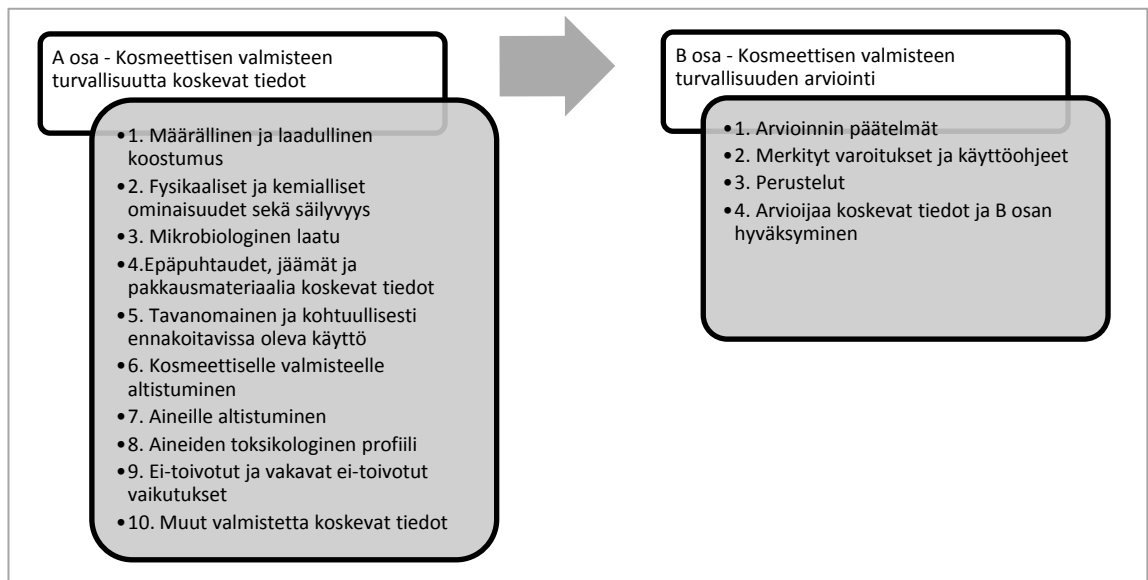 A osa - Kosmeettisen valmisteen
turvallisuutta koskevat tiedot
•1. Määrällinen ja laadullinen
koostumus
•2. Fysikaaliset ja kemialliset
ominaisuudet sekä säilyvyys
•3. Mikrobiologinen laatu
•4.Epäpuhtaudet, jäämät ja
pakkausmateriaalia koskevat tiedot
•5. Tavanomainen ja kohtuullisesti
ennakoitavissa oleva käyttö
•6. Kosmeettiselle valmisteelle
altistuminen
•7. Aineille altistuminen
•8. Aineiden toksikologinen profiili
•9. Ei-toivotut ja vakavat ei-toivotut
vaikutukset
•10. Muut valmistetta koskevat tiedot
B osa - Kosmeettisen valmisteen
turvallisuuden arviointi
•1. Arvioinnin päätelmät
•2. Merkityt varoitukset ja käyttöohjeet
•3. Perustelut
•4. Arvioijaa koskevat tiedot ja B osan
hyväksyminen